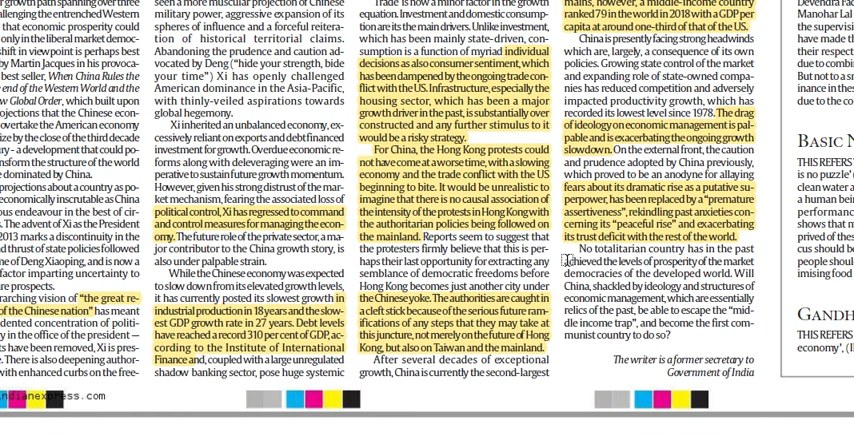 r growth path spanning over three
hallenging the entrenched Western
that economic prosperity could
only in the liberal market democ-
shift in viewpoint is perhaps best
by Martin Jacques in his provoca-
best seller, When China Rules the
end of the Western World and the
w Global Order, which built upon
rojections that the Chinese econ-
overtake the American economy
ize by the close of the third decade
ury - a development that could po-
nsform the structure of the world
e dominated by China.
projections about a country as po-
economically inscrutable as China
ous endeavour in the best of cir-
s. The advent of Xi as the President
2013 marks a discontinuity in the
nd thrust of state policies followed
me of Deng Xiaoping, and is now a
factor imparting uncertainty to
ure prospects.
rarching vision of "the great re-
of the Chinese nation" has meant
dented concentration of politi-
y in the office of the president —
ts have been removed, Xi is pres-
e. There is also deepening author-
with enhanced curbs on the free-
seen a more muscular projection of Chinese
military power, aggressive expansion of its
spheres of influence and a forceful reitera-
tion of historical territorial claims.
Abandoning the prudence and caution ad-
vocated by Deng ("hide your strength, bide
your time") Xi has openly challenged
American dominance in the Asia-Pacific,
with thinly-veiled aspirations towards
global hegemony.
Xi inherited an unbalanced economy, ex-
cessively reliant on exports and debt financed
investment for growth. Overdue economic re-
forms along with deleveraging were an im-
perative to sustain future growth momentum.
However, given his strong distrust of the mar-
ket mechanism, fearing the associated loss of
political control, Xi has regressed to command
and control measures for managing the econ-
omy. The future role of the private sector, a ma-
jor contributor to the China growth story, is
also under palpable strain.
While the Chinese economy was expected
to slow down from its elevated growth levels,
it has currently posted its slowest growth in
industrial production in 18 years and the slow-
est GDP growth rate in 27 years. Debt levels
have reached a record 310 per cent of GDP, ac-
cording to the Institute of International
Finance and, coupled with a large unregulated
shadow banking sector, pose huge systemic
Trade is now a minor factor in the growth
equation. Investment and domestic consump-
tion are its main drivers. Unlike investment,
which has been mainly state-driven, con-
sumption is a function of myriad individual
decisions as also consumer sentiment, which
has been dampened by the ongoing trade con-
flict with the US. Infrastructure, especially the
housing sector, which has been a major
growth driver in the past, is substantially over
constructed and any further stimulus to it
would be a risky strategy.
For China, the Hong Kong protests could
not have come at a worse time, with a slowing
economy and the trade conflict with the US
beginning to bite. It would be unrealistic to
imagine that there is no causal association of
the intensity of the protests in Hong Kong with
the authoritarian policies being followed on
the mainland. Reports seem to suggest that
the protesters firmly believe that this is per-
haps their last opportunity for extracting any
semblance of democratic freedoms before
Hong Kong becomes just another city under
the Chinese yoke. The authorities are caught in
a cleft stick because of the serious future ram-
ifications of any steps that they may take at
this juncture, not merely on the future of Hong
Kong, but also on Taiwan and the mainland.
After several decades of exceptional
growth, China is currently the second-largest
mains, however, a middle-income country
ranked 79 in the world in 2018 with a GDP per
capita at around one-third of that of the US.
China is presently facing strong headwinds
which are, largely, a consequence of its own
policies. Growing state control of the market
and expanding role of state-owned compa-
nies has reduced competition and adversely
impacted productivity growth, which has
recorded its lowest level since 1978. The drag
of ideology on economic management is pal-
pable and is exacerbating the ongoing growth
slowdown. On the external front, the caution
and prudence adopted by China previously,
which proved to be an anodyne for allaying
fears about its dramatic rise as a putative su-
perpower, has been replaced by a "premature
assertiveness", rekindling past anxieties con-
cerning its "peaceful rise" and exacerbating
its trust deficit with the rest of the world.
No totalitarian country has in the past
achieved the levels of prosperity of the market
democracies of the developed world. Will
China, shackled by ideology and structures of
economic management, which are essentially
relics of the past, be able to escape the "mid-
dle income trap", and become the first com-
munist country to do so?
The writer is a former secretary to
Government of India
Devendra Fa
Manohar Lal
the supervisi
have made th
their respect
due to combi
But not to a s
in the seaso
due to the co
BASIC N
THIS REFERS
is no puzzle' (
clean water a
a human bein
performanc
shows that m
prived of thes
cus should be
people shoul
imising food
GANDH
THIS REFERS
economy', (I
indianexpress.com